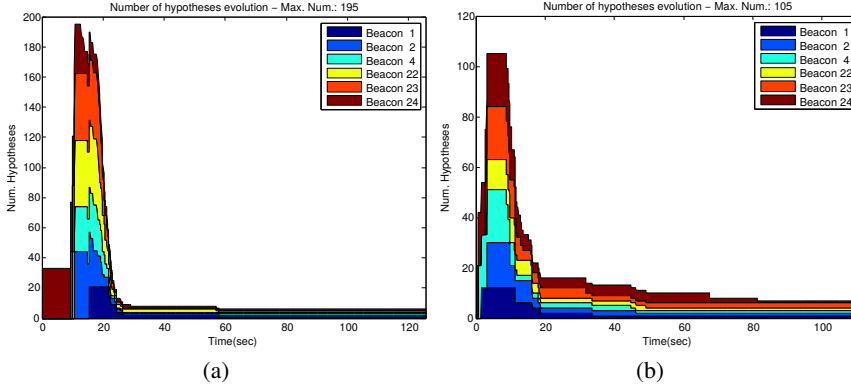 Number of hypotheses evolution − Max. Num.: 195
Num. Hypotheses
200
180
160
140
120
100
80
60
40
20
0
Beacon 1
Beacon 2
Beacon 4
Beacon 22
Beacon 23
Beacon 24
0 20 40 60 80 100 120
Time(sec)
(a)
Number of hypotheses evolution − Max. Num.: 105
Num. Hypotheses
120
100
80
60
40
20
0
Beacon 1
Beacon 2
Beacon 4
Beacon 22
Beacon 23
Beacon 24
0 20 40 60 80 100
Time(sec)
(b)